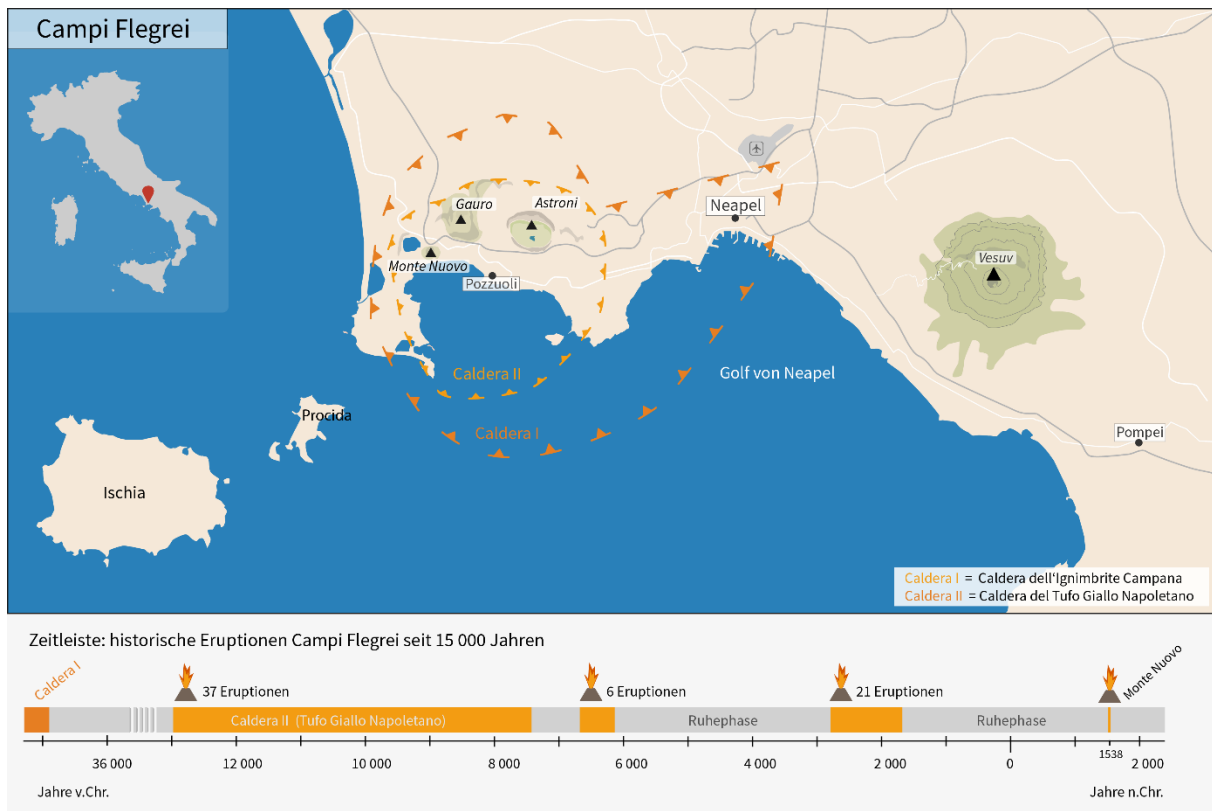 Campi Flegrei
Gauro
Astroni
Neapel
Monte Nuovo
Pozzuoli
Vesuv
Caldera II
Golf von Neapel
Procida
Caldera I
Pompei
Ischia
Caldera I = Caldera dell'Ignimbrite Campana
Caldera II = Caldera del Tufo Giallo Napoletano
Zeitleiste: historische Eruptionen Campi Flegrei seit 15 000 Jahren
Caldera I
37 Eruptionen
6 Eruptionen
21 Eruptionen
Monte Nuovo
Caldera II (Tufo Giallo Napoletano)
Ruhephase
Ruhephase
1538
36 000 12 000 10 000 8 000 6 000 4 000 2 000 0 2 000
Jahre v.Chr. Jahre n.Chr.